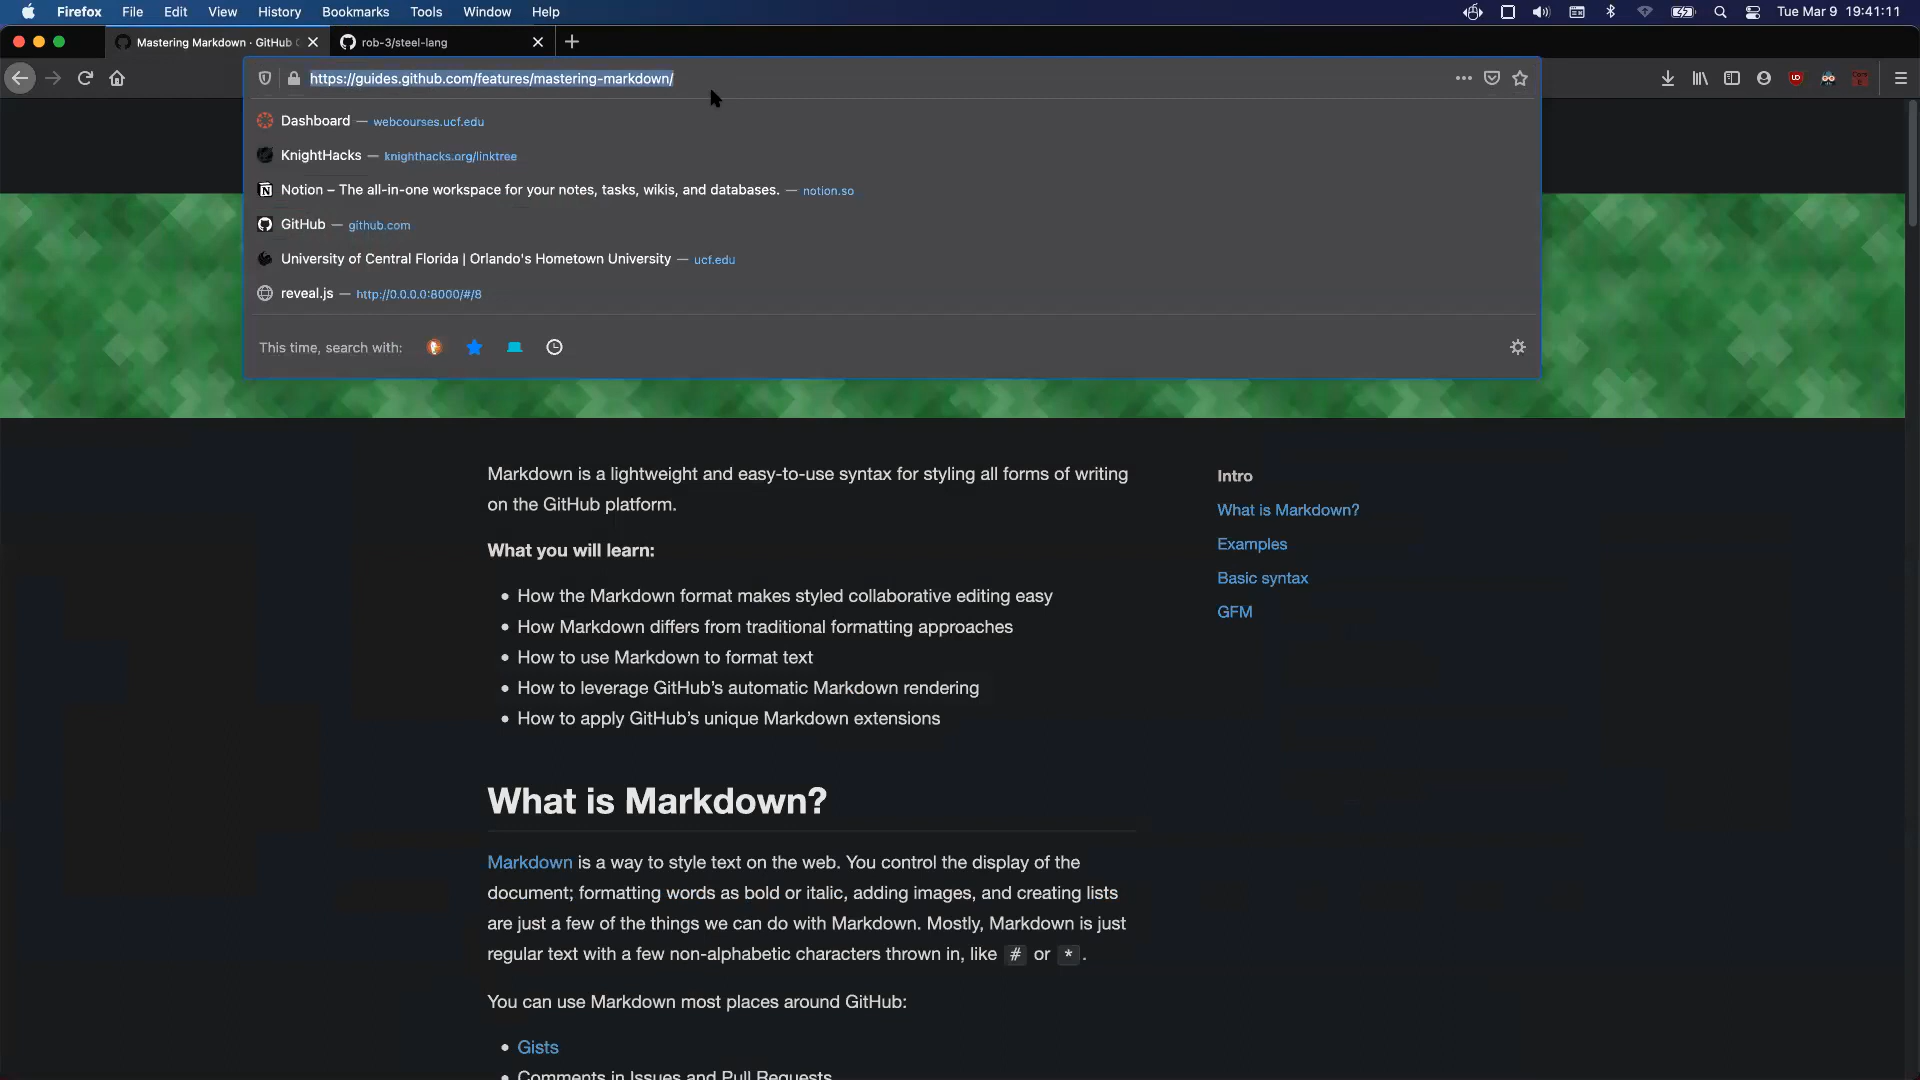 Firefox File Edit View History Bookmarks Tools Window Help Tue Mar 9 19:41:11
Mastering Markdown · GitHub rob-3/steel-lang
https://guides.github.com/features/mastering-markdown/
Dashboard — webcourses.ucf.edu
KnightHacks — knighthacks.org/linktree
Notion – The all-in-one workspace for your notes, tasks, wikis, and databases. — notion.so
GitHub — github.com
University of Central Florida | Orlando's Hometown University — ucf.edu
reveal.js — http://0.0.0.0:8000/#/8
This time, search with:
Markdown is a lightweight and easy-to-use syntax for styling all forms of writing
on the GitHub platform.
What you will learn:
• How the Markdown format makes styled collaborative editing easy
• How Markdown differs from traditional formatting approaches
• How to use Markdown to format text
• How to leverage GitHub's automatic Markdown rendering
• How to apply GitHub's unique Markdown extensions
Intro
What is Markdown?
Examples
Basic syntax
GFM
What is Markdown?
Markdown is a way to style text on the web. You control the display of the
document; formatting words as bold or italic, adding images, and creating lists
are just a few of the things we can do with Markdown. Mostly, Markdown is just
regular text with a few non-alphabetic characters thrown in, like # or *.
You can use Markdown most places around GitHub:
• Gists
• Comments in Issues and Pull Requests